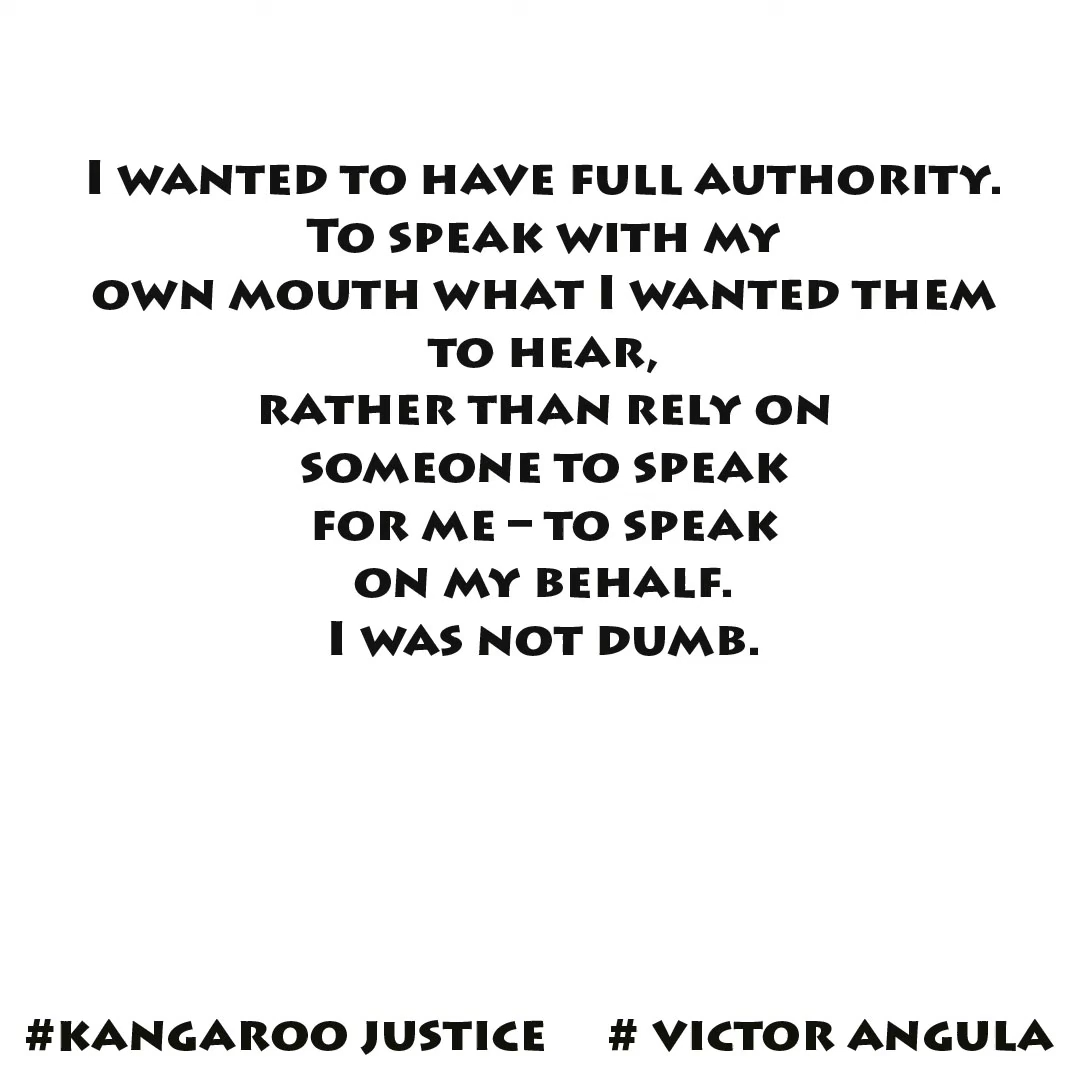 I WANTED TO HAVE FULL AUTHORITY.
TO SPEAK WITH MY
OWN MOUTH WHAT I WANTED THEM
TO HEAR,
RATHER THAN RELY ON
SOMEONE TO SPEAK
FOR ME – TO SPEAK
ON MY BEHALF.
I WAS NOT DUMB.
#KANGAROO JUSTICE # VICTOR ANGULA